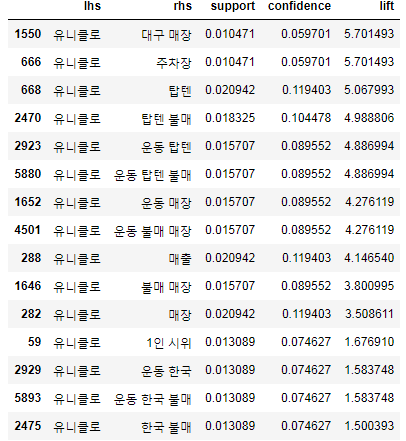 lhs rhs support confidence lift
1550 유니클로 대구 매장 0.010471 0.059701 5.701493
666 유니클로 주차장 0.010471 0.059701 5.701493
668 유니클로 탑텐 0.020942 0.119403 5.067993
2470 유니클로 탑텐 불매 0.018325 0.104478 4.988806
2923 유니클로 운동 탑텐 0.015707 0.089552 4.886994
5880 유니클로 운동 탑텐 불매 0.015707 0.089552 4.886994
1652 유니클로 운동 매장 0.015707 0.089552 4.276119
4501 유니클로 운동 불매 매장 0.015707 0.089552 4.276119
288 유니클로 매출 0.020942 0.119403 4.146540
1646 유니클로 불매 매장 0.015707 0.089552 3.800995
282 유니클로 매장 0.020942 0.119403 3.508611
59 유니클로 1인 시위 0.013089 0.074627 1.676910
2929 유니클로 운동 한국 0.013089 0.074627 1.583748
5893 유니클로 운동 한국 불매 0.013089 0.074627 1.583748
2475 유니클로 한국 불매 0.013089 0.074627 1.500393